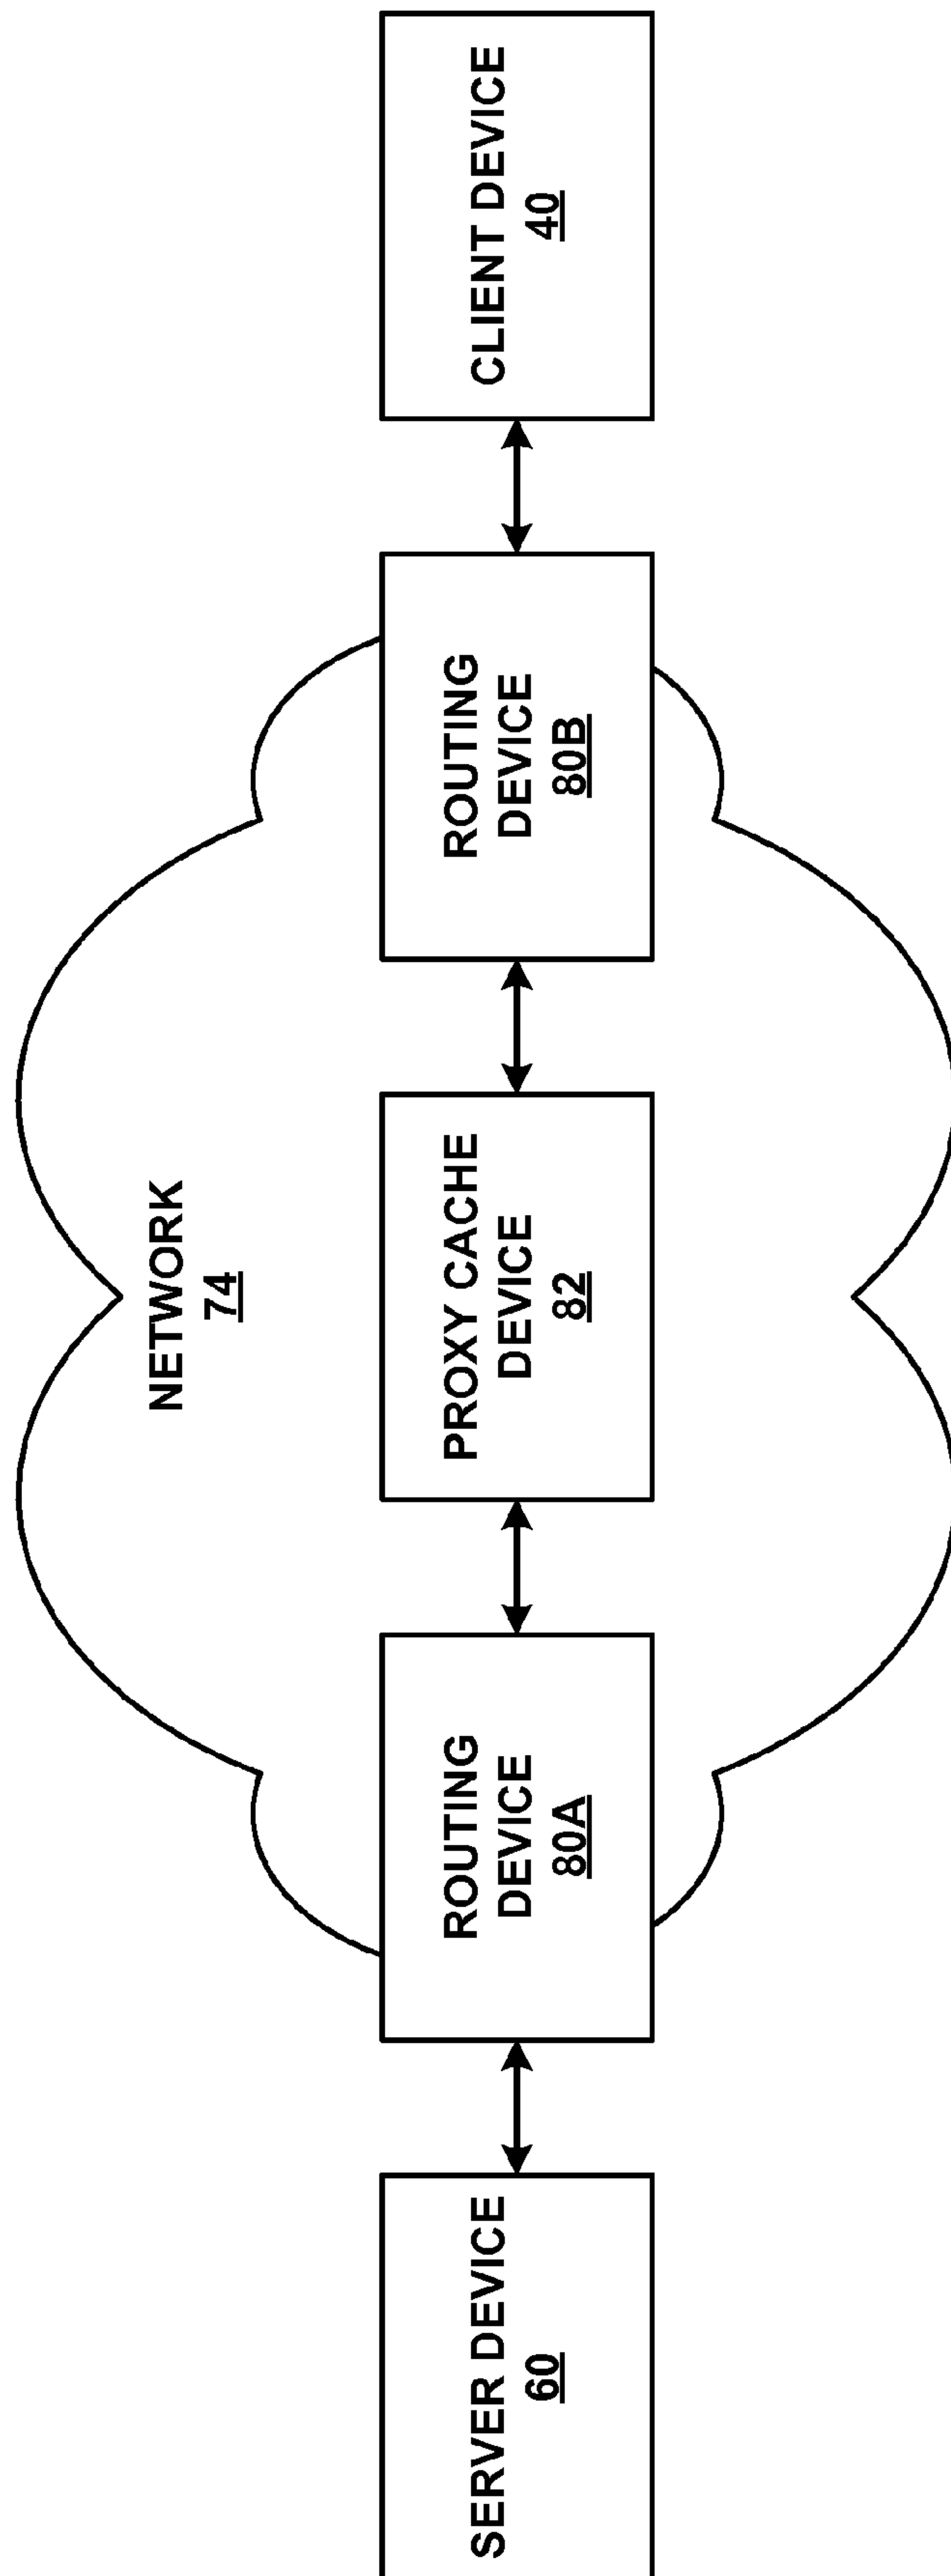 NETWORK
74
SERVER DEVICE
60
ROUTING
DEVICE
80A
PROXY CACHE
DEVICE
82
ROUTING
DEVICE
80B
CLIENT DEVICE
40